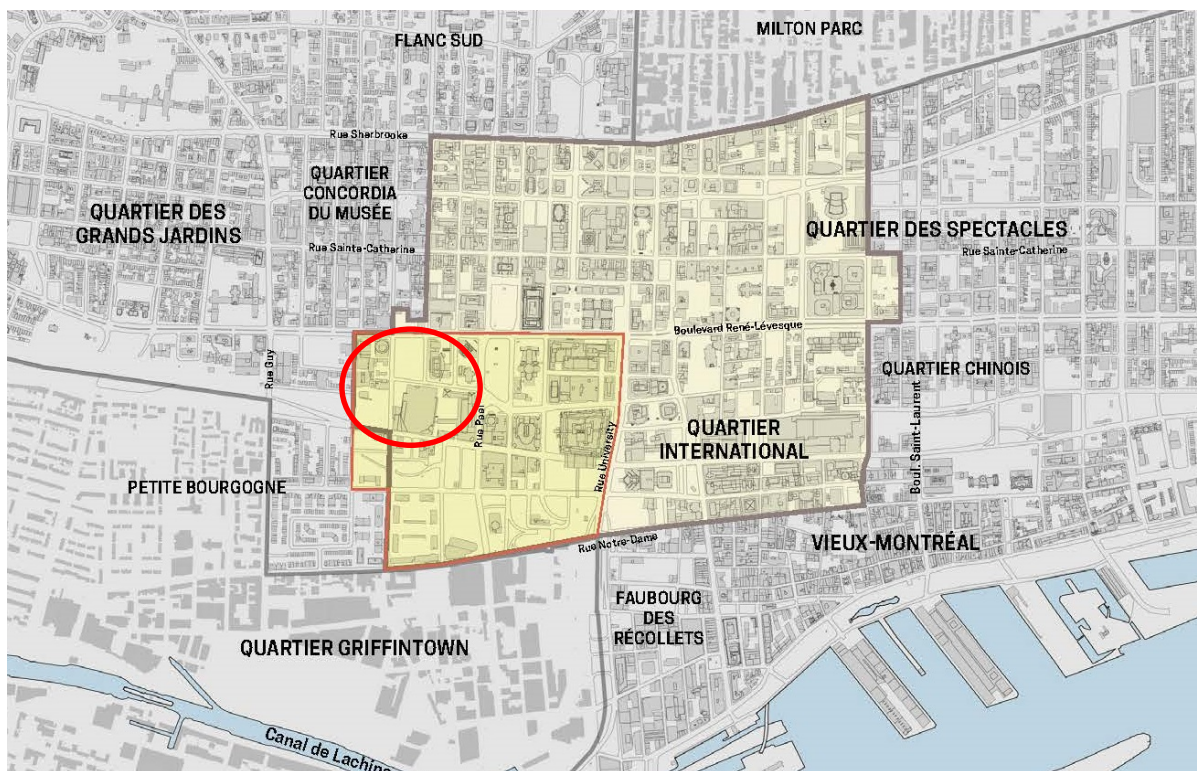 MILTON PARC
FLANC SUD
Rue Sherbrooke
QUARTIER
CONCORDIA
DU MUSÉE
QUARTIER DES
GRANDS JARDINS
Rue Sainte-Catherine
QUARTIER DES SPECTACLES
Rue Sainte-Catherine
Boulevard René-Lévesque
Rue Guy
QUARTIER CHINOIS
Boul. Saint-Laurent
Rue Peel
Rue University
QUARTIER
INTERNATIONAL
PETITE BOURGOGNE
Rue Notre-Dame
VIEUX-MONTRÉAL
FAUBOURG
DES
RÉCOLLETS
QUARTIER GRIFFINTOWN
Canal de Lachine